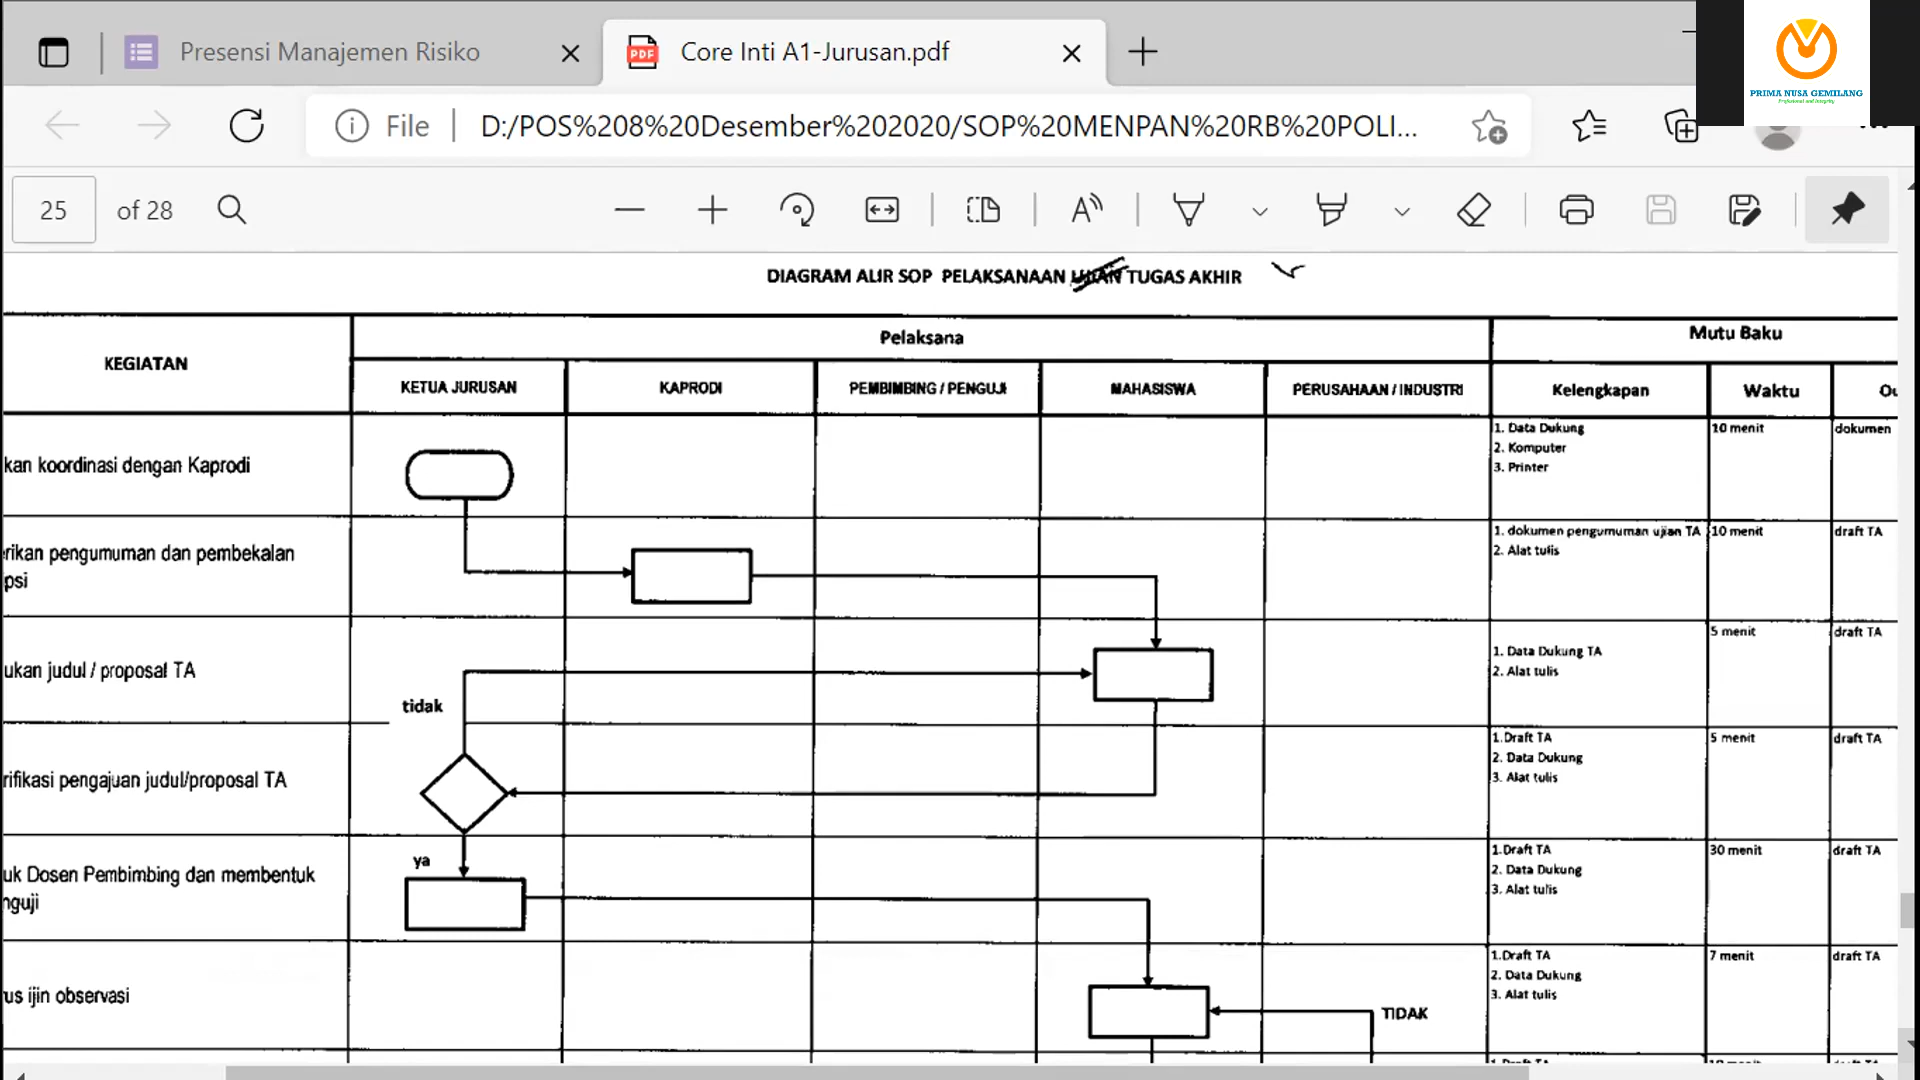 Presensi Manajemen Risiko
Core Inti A1-Jurusan.pdf
PRIMA NUSA GEMILANG
File
D:/POS%208%20Desember%202020/SOP%20MENPAN%20RB%20POLI...
25 of 28
DIAGRAM ALIR SOP PELAKSANAAN UJIAN TUGAS AKHIR
KEGIATAN
Pelaksana
Mutu Baku
KETUA JURUSAN
KAPRODI
PEMBIMBING / PENGUJI
MAHASISWA
PERUSAHAAN / INDUSTRI
Kelengkapan
Waktu
Ou
kan koordinasi dengan Kaprodi
1. Data Dukung
2. Komputer
3. Printer
10 menit
dokumen
rikan pengumuman dan pembekalan
psi
1. dokumen pengumuman ujian TA
2. Alat tulis
10 menit
draft TA
ukan judul / proposal TA
1. Data Dukung TA
2. Alat tulis
5 menit
draft TA
tidak
rifikasi pengajuan judul/proposal TA
1.Draft TA
2. Data Dukung
3. Alat tulis
5 menit
draft TA
ya
uk Dosen Pembimbing dan membentuk
nguji
1.Draft TA
2. Data Dukung
3. Alat tulis
30 menit
draft TA
us ijin observasi
TIDAK
1.Draft TA
2. Data Dukung
3. Alat tulis
7 menit
draft TA